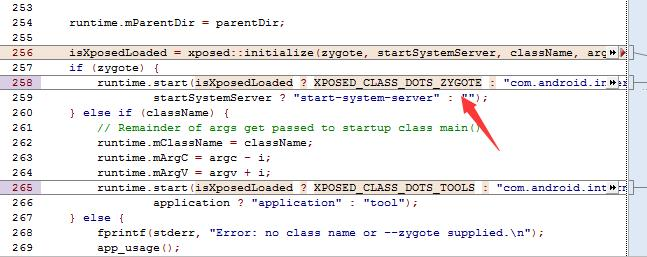 253
254 runtime.mParentDir = parentDir;
255
256 isXposedLoaded = xposed::initialize(zygote, startSystemServer, className, arg
257 if (zygote) {
258 runtime.start(isXposedLoaded ? XPOSED_CLASS_DOTS_ZYGOTE : "com.android.inter
259 startSystemServer ? "start-system-server" : "");
260 } else if (className) {
261 // Remainder of args get passed to startup class main()
262 runtime.mClassName = className;
263 runtime.mArgC = argc - i;
264 runtime.mArgV = argv + i;
265 runtime.start(isXposedLoaded ? XPOSED_CLASS_DOTS_TOOLS : "com.android.inter
266 application ? "application" : "tool");
267 } else {
268 fprintf(stderr, "Error: no class name or --zygote supplied.\n");
269 app_usage();